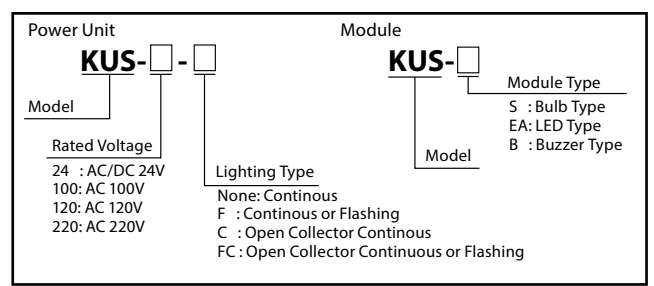 Power Unit
KUS-□-□
Model
Rated Voltage
24 : AC/DC 24V
100: AC 100V
120: AC 120V
220: AC 220V
Lighting Type
None: Continous
F : Continous or Flashing
C : Open Collector Continous
FC : Open Collector Continuous or Flashing
Module
KUS-□
Module Type
S : Bulb Type
EA: LED Type
B : Buzzer Type
Model